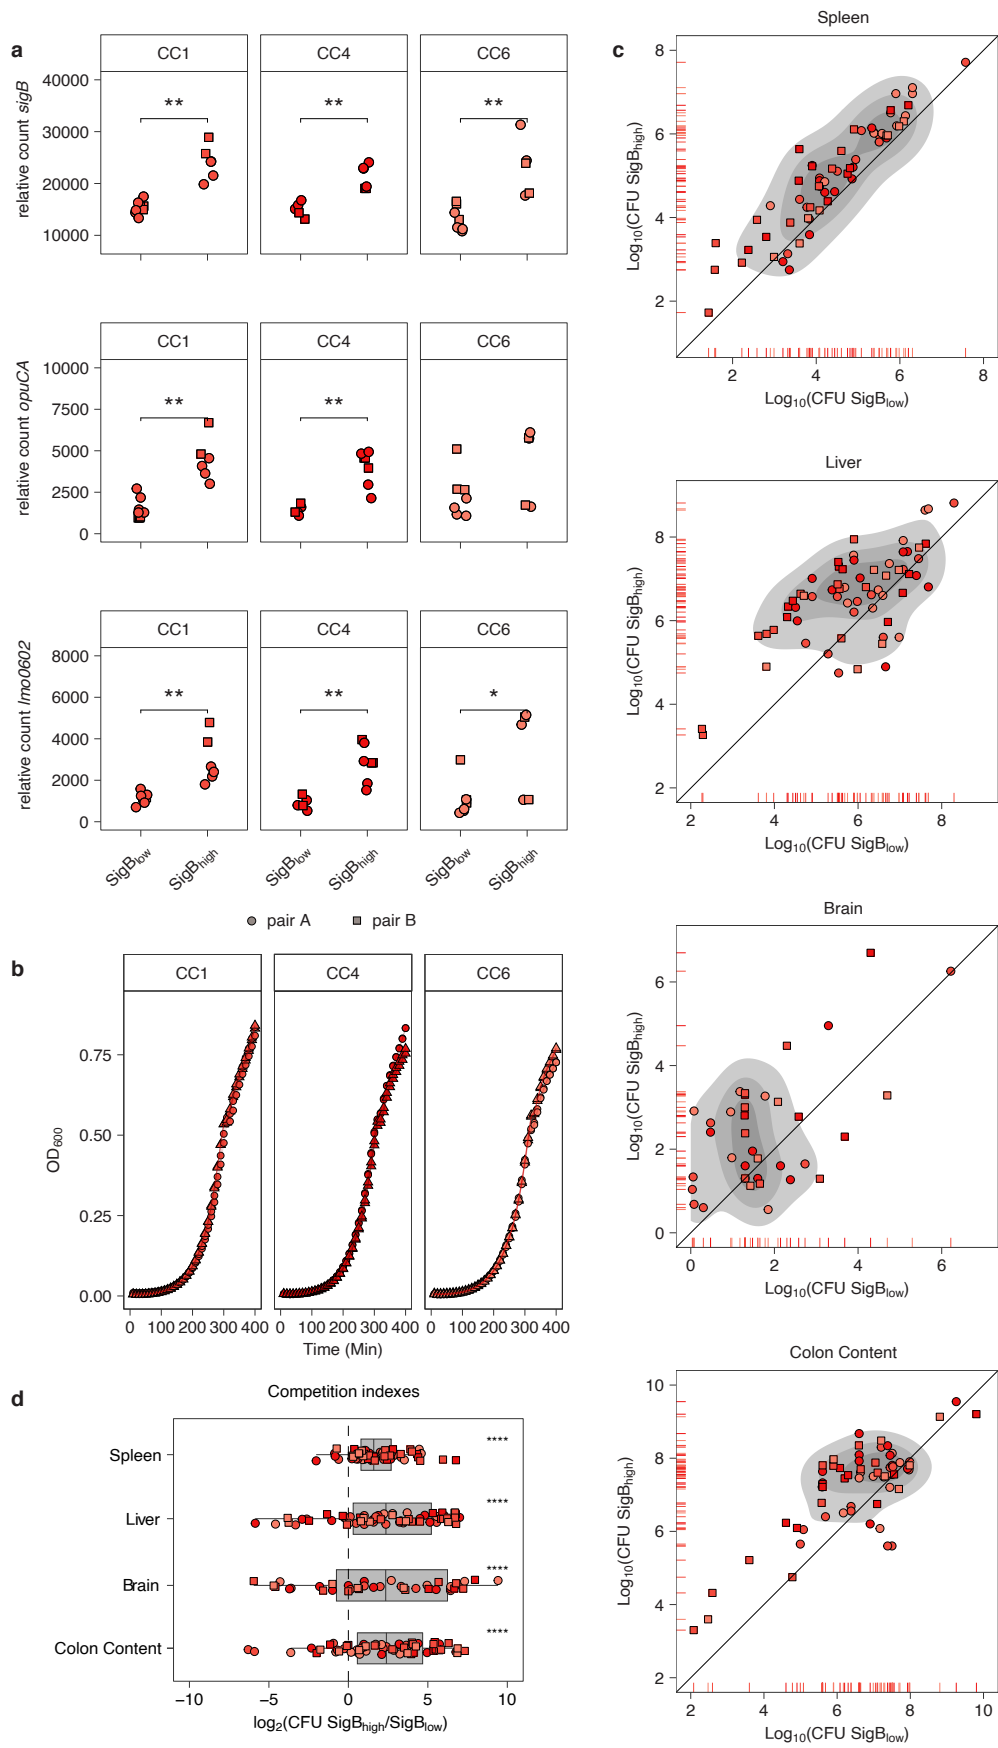 a
CC1 CC4 CC6
relative count sigB
40000
30000
20000
10000
** ** **
CC1 CC4 CC6
relative count opuCA
10000
7500
5000
2500
0
** **
CC1 CC4 CC6
relative count lmo0602
8000
6000
4000
2000
0
** ** *
SigBlow SigBhigh SigBlow SigBhigh SigBlow SigBhigh
pair A pair B
b
CC1 CC4 CC6
OD600
0.75
0.50
0.25
0.00
0 100 200 300 400 0 100 200 300 400 0 100 200 300 400
Time (Min)
d
Competition indexes
Spleen ****
Liver ****
Brain ****
Colon Content ****
−10 −5 0 5 10
log2(CFU SigBhigh/SigBlow)
c
Spleen
Log10(CFU SigBhigh)
8
6
4
2
2 4 6 8
Log10(CFU SigBlow)
Liver
Log10(CFU SigBhigh)
8
6
4
2
2 4 6 8
Log10(CFU SigBlow)
Brain
Log10(CFU SigBhigh)
6
4
2
0
0 2 4 6
Log10(CFU SigBlow)
Colon Content
Log10(CFU SigBhigh)
10
8
6
4
2
2 4 6 8 10
Log10(CFU SigBlow)